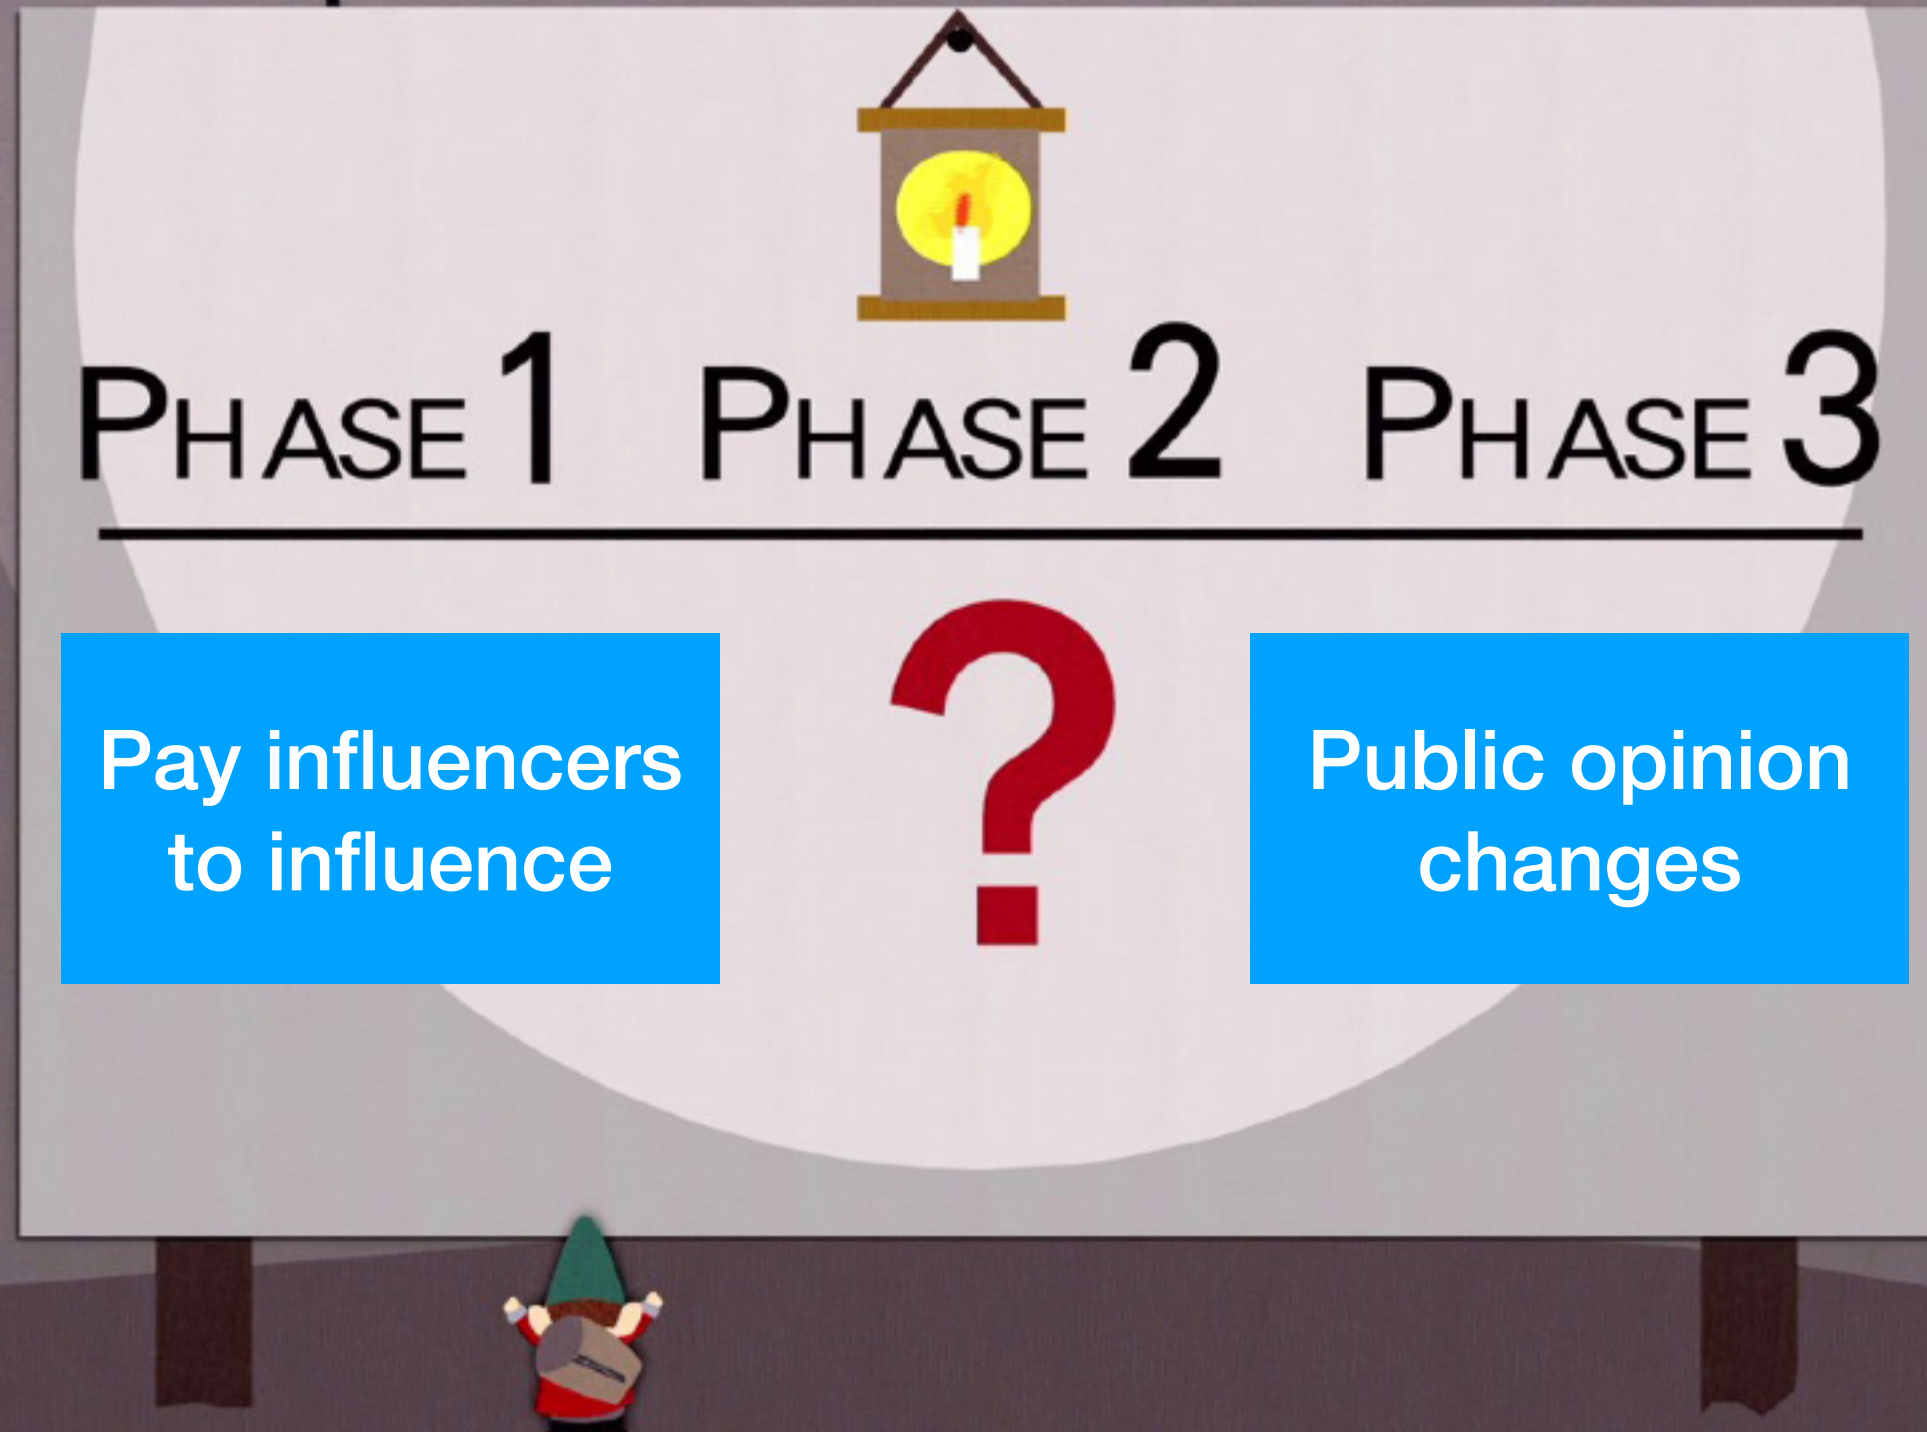 Phase 1 Phase 2 Phase 3
?
Pay influencers
to influence
Public opinion
changes